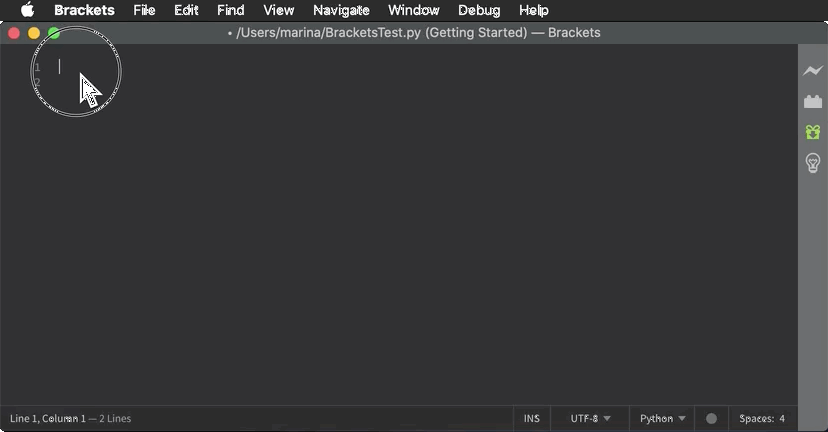 Brackets File Edit Find View Navigate Window Debug Help
• /Users/marina/BracketsTest.py (Getting Started) — Brackets
1
2
Line 1, Column 1 — 2 Lines INS UTF-8 Python Spaces: 4